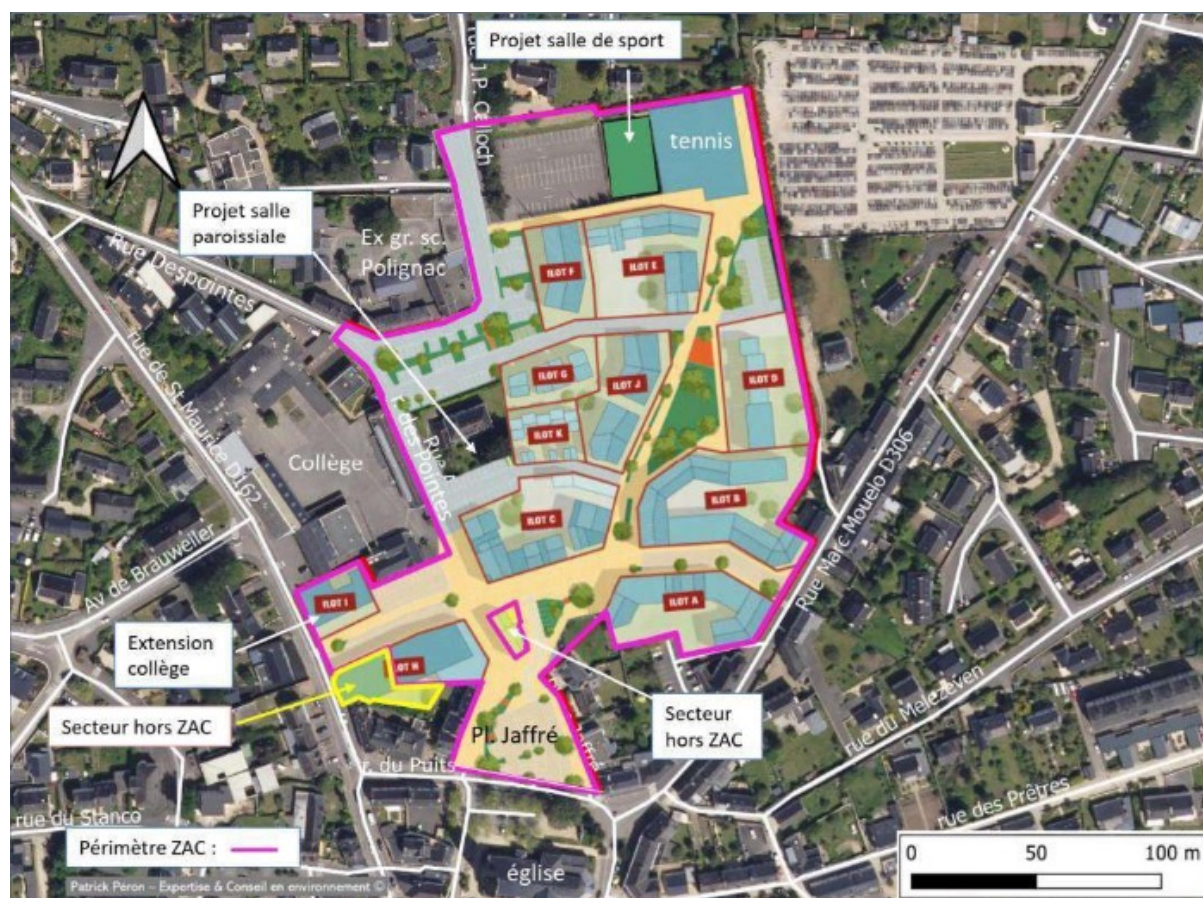 Projet salle de sport
rue J.P. Calloch
tennis
Projet salle
paroissiale
Ex gr. sc.
Polignac
Rue Despointes
ILOT F
ILOT E
rue de St Maurice D162
ILOT G
ILOT J
ILOT D
ILOT K
Collège
ILOT C
ILOT B
Rue Marc Mouelo D306
Av de Brauweiler
ILOT I
ILOT A
Extension
collège
ILOT H
Secteur hors ZAC
Secteur
hors ZAC
rue du Melezeven
Pl. Jaffré
r. du Puits
rue du Stanco
rue des Prêtres
Périmètre ZAC :
église
0 50 100 m
Patrick Péron – Expertise & Conseil en environnement ©